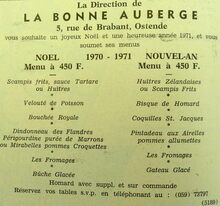 La Direction de
LA BONNE AUBERGE
5, rue de Brabant, Ostende
vous souhaite un joyeux Noël et une heureuse année 1971, et vous
soumet ses menus
NOEL 1970 - 1971 NOUVEL-AN
Menu à 450 F. Menu à 450 F.
Scampis frits, sauce Tartare
ou Huîtres
Velouté de Poisson
Bouchée Royale
Dindonneau des Flandres
Périgourdine purée de Marrons
ou Mirabelles pommes Croquettes
Les Fromages
Bûche Glacée
Huîtres Zélandaises
ou Scampis Frits
Bisque de Homard
Coquilles St. Jacques
Pintadeau aux Airelles
pommes allumettes
Les Fromages
Gateau Glacé
Homard avec suppl. et sur commande
Réservez vos tables s.v.p. en téléphonant : (059) 72797
(5188)